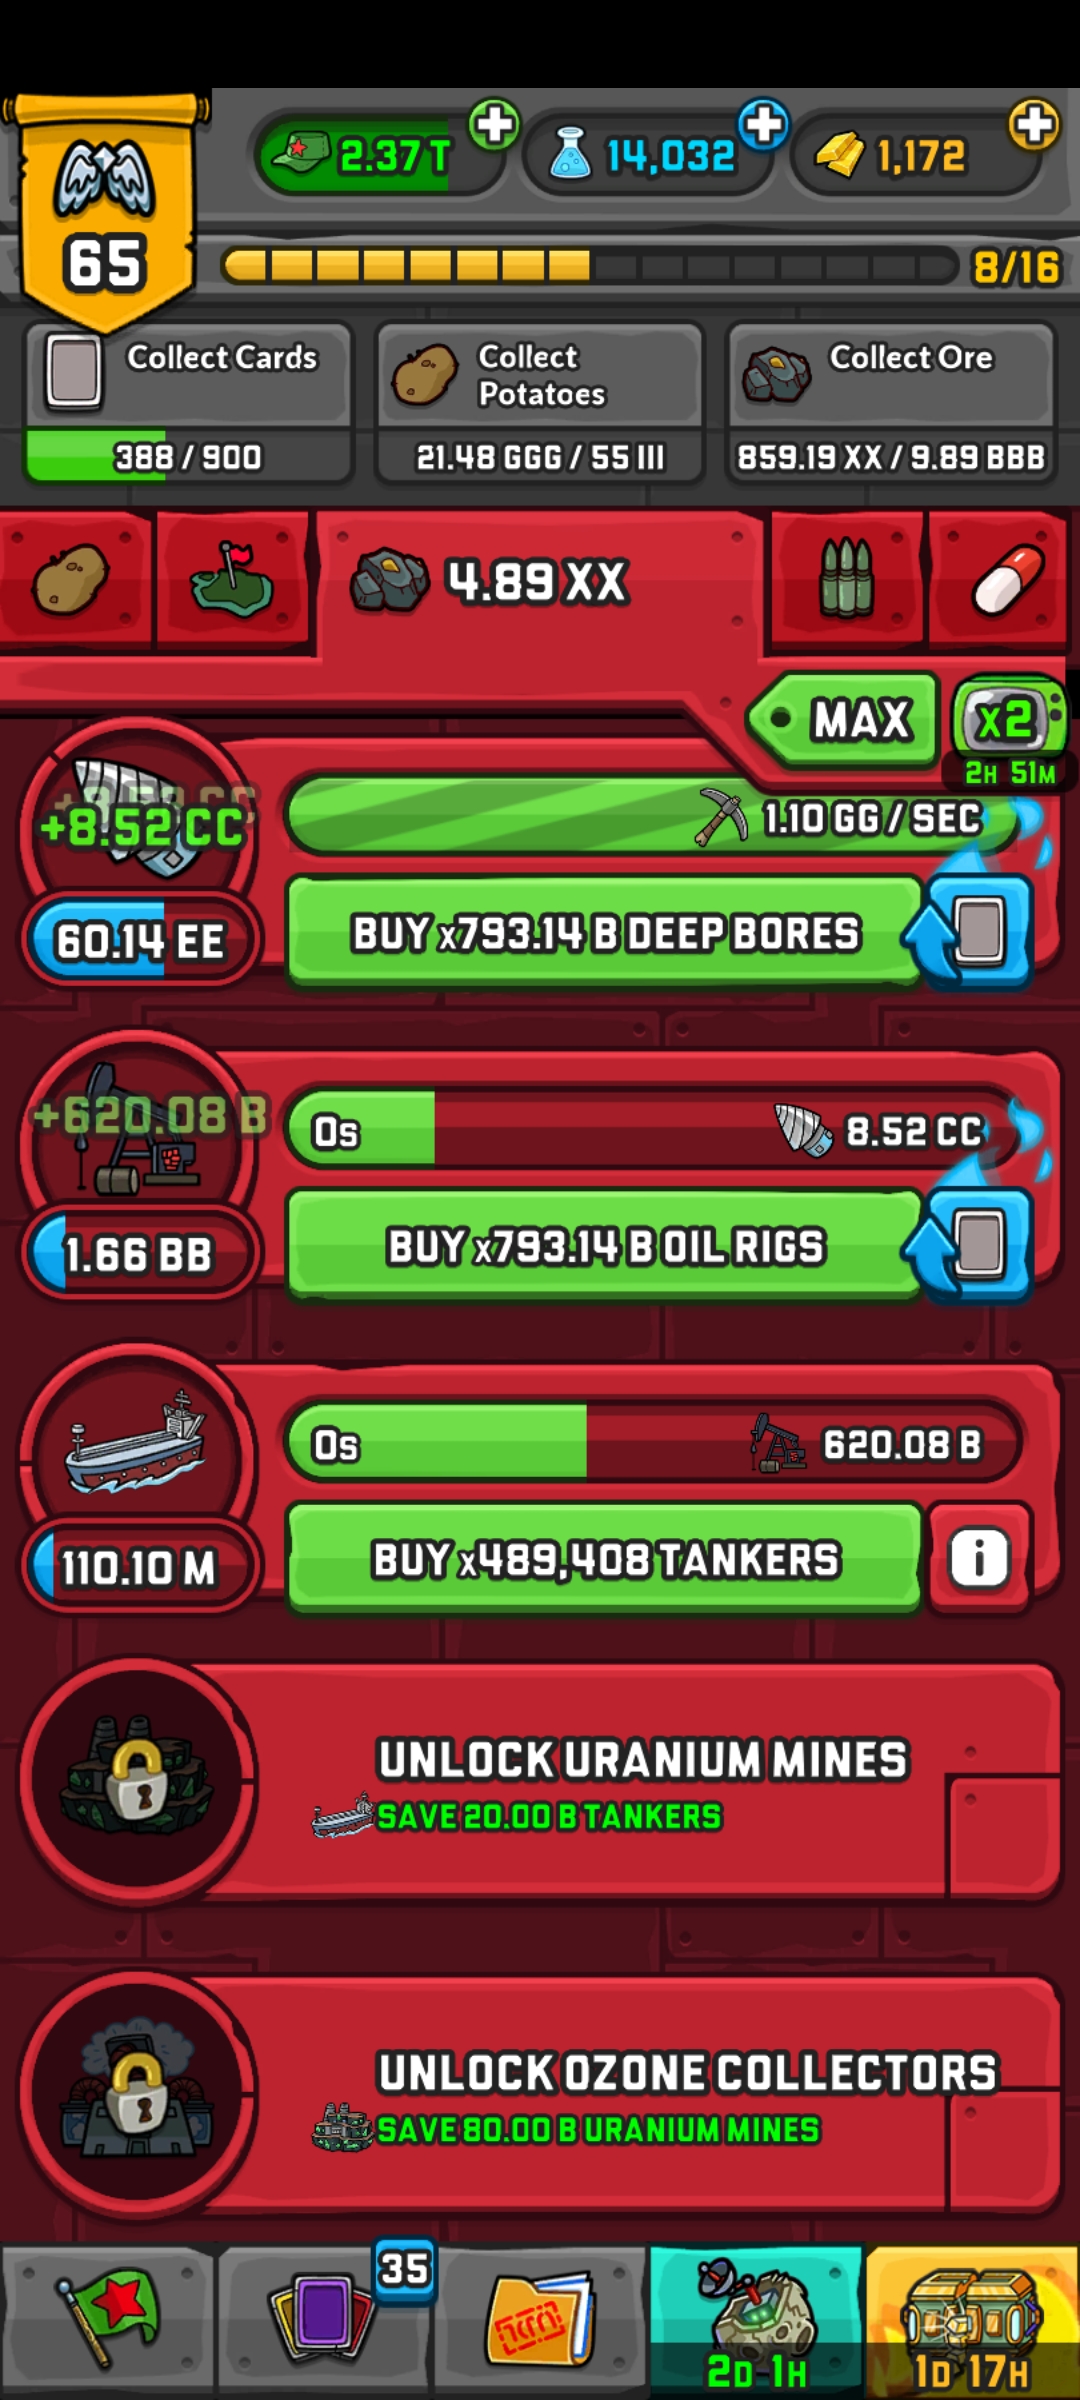 2.37 T
14,032
1,172
65
8/16
Collect Cards
388 / 900
Collect
Potatoes
21.48 GGG / 55 III
Collect Ore
859.19 XX / 9.89 BBB
4.89 XX
MAX
x2
2H 51M
+8.52 CC
1.10 GG / SEC
60.14 EE
BUY x793.14 B DEEP BORES
+620.08 B
0s
8.52 CC
1.66 BB
BUY x793.14 B OIL RIGS
0s
620.08 B
110.10 M
BUY x489,408 TANKERS
i
UNLOCK URANIUM MINES
SAVE 20.00 B TANKERS
UNLOCK OZONE COLLECTORS
SAVE 80.00 B URANIUM MINES
35
2D 1H
1D 17H